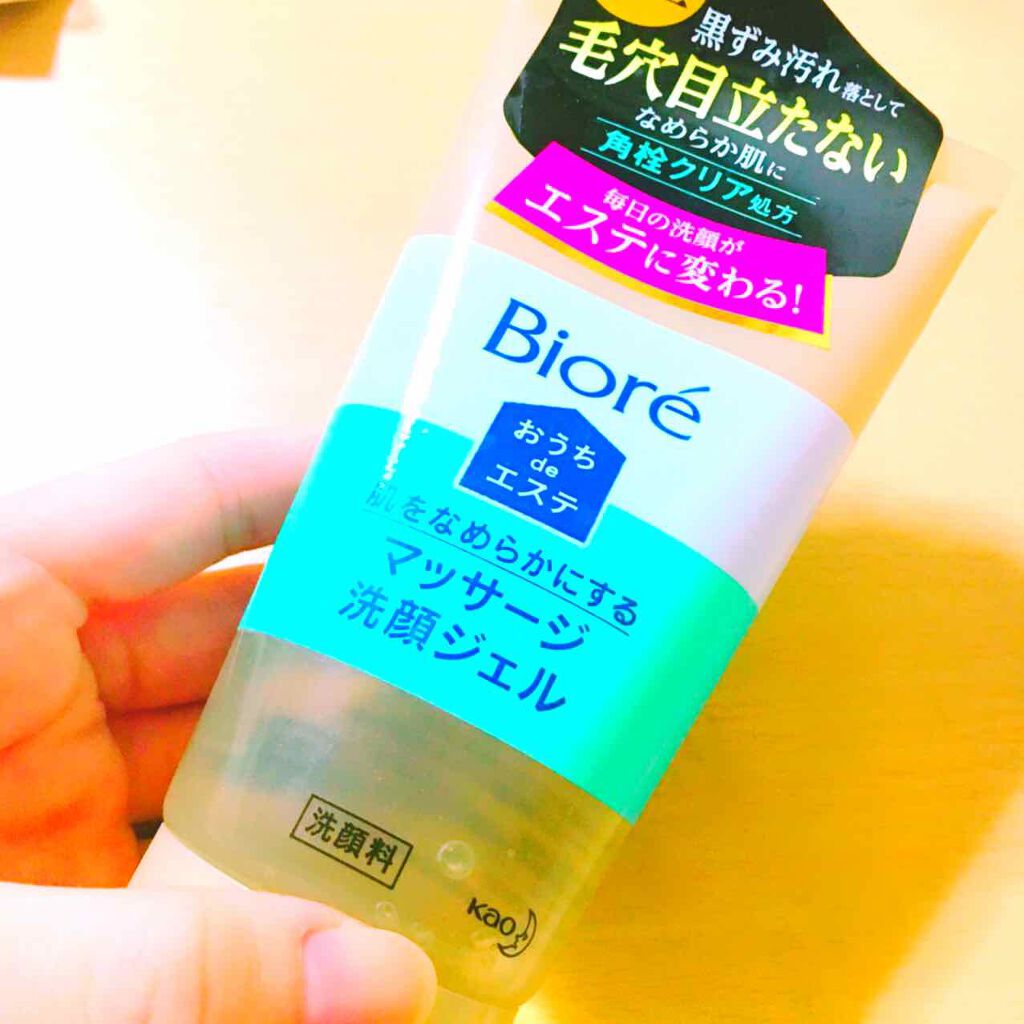 黒ずみ汚れ落として
毛穴目立たない
なめらか肌に
角栓クリア処方
毎日の洗顔が
エステに変わる!
Bioré
おうち
de
エステ
肌をなめらかにする
マッサージ
洗顔ジェル
洗顔料
Kao